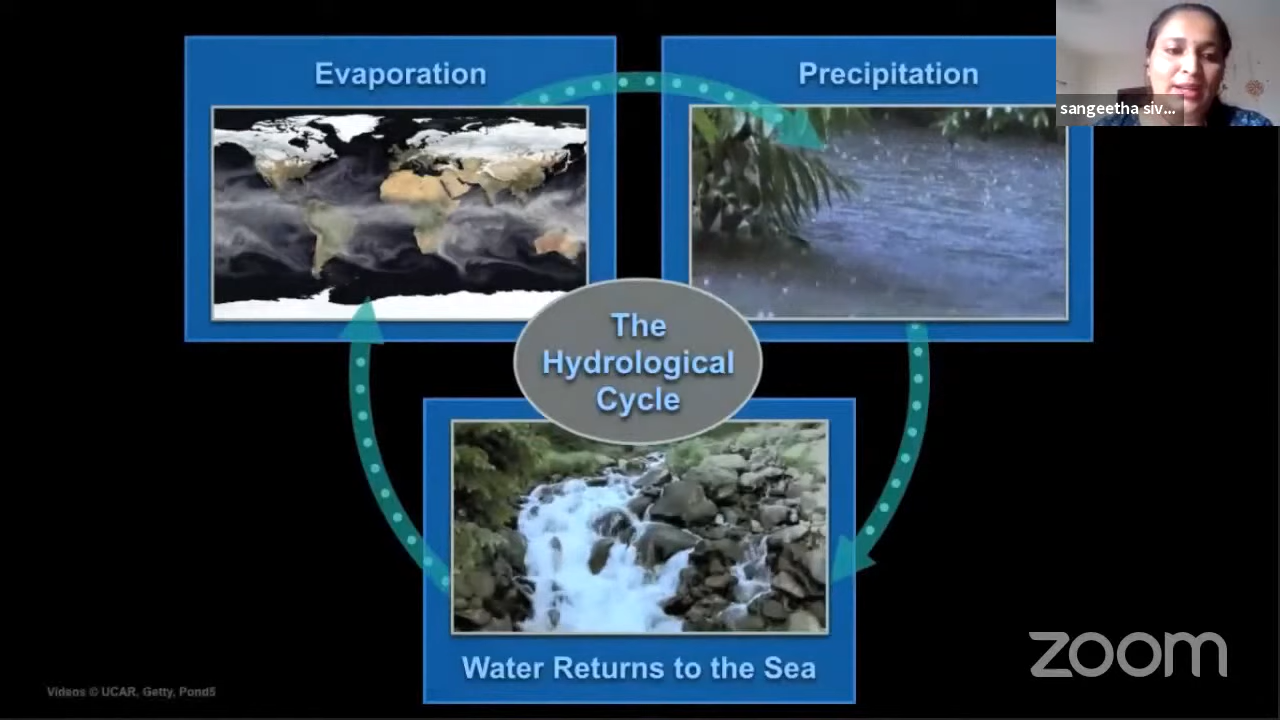 Evaporation
Precipitation
sangeetha siv...
The
Hydrological
Cycle
Water Returns to the Sea
zoom
Videos © UCAR, Getty, Pond5